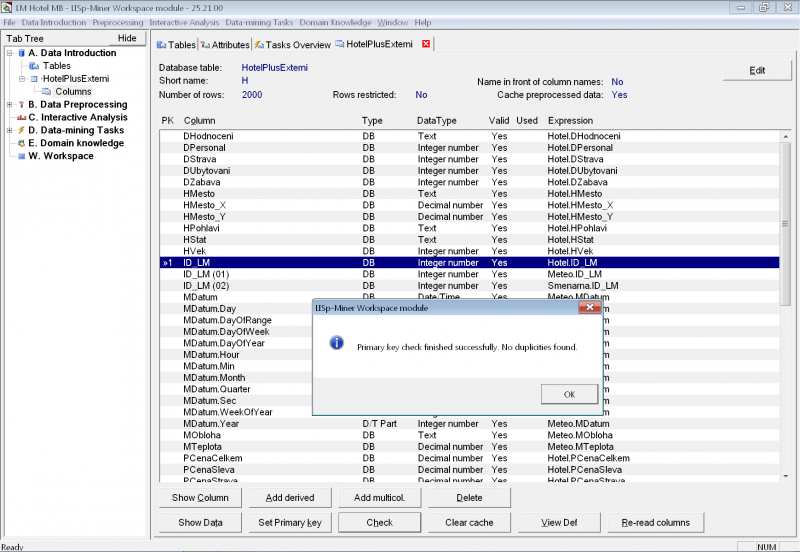 LM Hotel MB - LISp-Miner Workspace module - 25.21.00
File Data Introduction Preprocessing Interactive Analysis Data-mining Tasks Domain Knowledge Window Help
Tab Tree Hide
A. Data Introduction
Tables
HotelPlusExterni
Columns
B. Data Preprocessing
C. Interactive Analysis
D. Data-mining Tasks
E. Domain knowledge
W. Workspace
Tables Attributes Tasks Overview HotelPlusExterni
Database table: HotelPlusExterni
Short name: H Name in front of column names: No
Number of rows: 2000 Rows restricted: No Cache preprocessed data: Yes
Edit
PK Column Type DataType Valid Used Expression
DHodnoceni DB Text Yes Hotel.DHodnoceni
DPersonal DB Integer number Yes Hotel.DPersonal
DStrava DB Integer number Yes Hotel.DStrava
DUbytovani DB Integer number Yes Hotel.DUbytovani
DZabava DB Integer number Yes Hotel.DZabava
HMesto DB Text Yes Hotel.HMesto
HMesto_X DB Decimal number Yes Hotel.HMesto_X
HMesto_Y DB Decimal number Yes Hotel.HMesto_Y
HPohlavi DB Text Yes Hotel.HPohlavi
HStat DB Text Yes Hotel.HStat
HVek DB Integer number Yes Hotel.HVek
»1 ID_LM DB Integer number Yes Hotel.ID_LM
ID_LM (01) DB Integer number Yes Meteo.ID_LM
ID_LM (02) DB Integer number Yes Smenama.ID_LM
MDatum DB Date/Time Yes Meteo.MDatum
MDatum.Day
MDatum.DayOfRange
MDatum.DayOfWeek
MDatum.DayOfYear
MDatum.Hour
MDatum.Min
MDatum.Month
MDatum.Quarter
MDatum.Sec
MDatum.WeekOfYear
MDatum.Year D/T Part Integer number Yes Meteo.MDatum
MObloha DB Text Yes Meteo.MObloha
MTeplota DB Decimal number Yes Meteo.MTeplota
PCenaCelkem DB Decimal number Yes Hotel.PCenaCelkem
PCenaSleva DB Decimal number Yes Hotel.PCenaSleva
PCenaStrava DB Decimal number Yes Hotel.PCenaStrava
LISp-Miner Workspace module
Primary key check finished successfully. No duplicities found.
OK
Show Column Add derived Add multicol. Delete
Show Data Set Primary key Check Clear cache View Def Re-read columns
Ready NUM